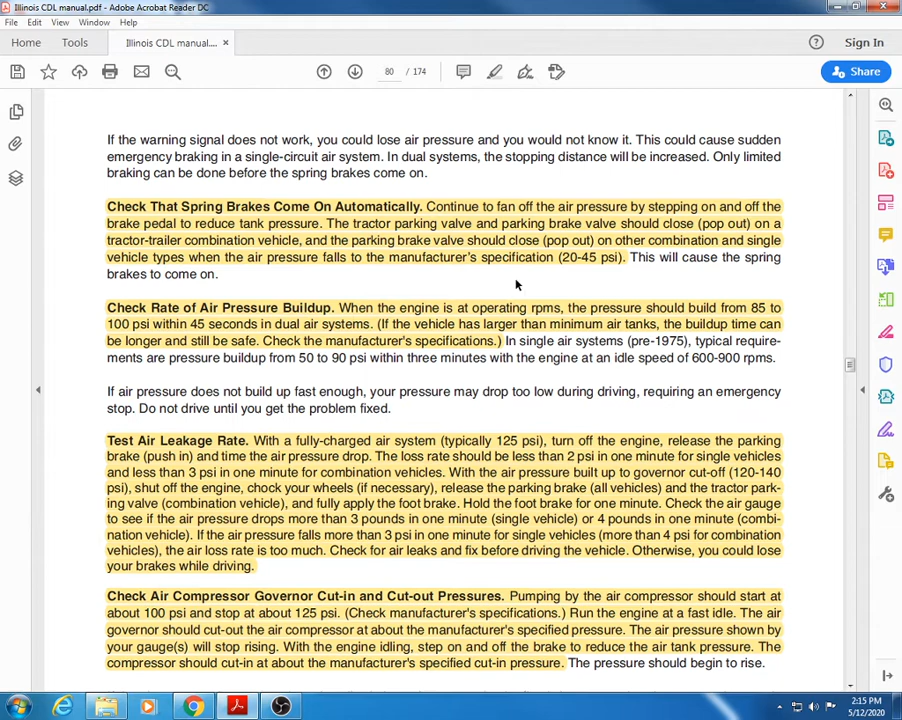 Illinois CDL manual.pdf - Adobe Acrobat Reader DC
File Edit View Window Help
Home Tools Illinois CDL manual.... × Sign In
80 / 174 Share
If the warning signal does not work, you could lose air pressure and you would not know it. This could cause sudden
emergency braking in a single-circuit air system. In dual systems, the stopping distance will be increased. Only limited
braking can be done before the spring brakes come on.
Check That Spring Brakes Come On Automatically. Continue to fan off the air pressure by stepping on and off the
brake pedal to reduce tank pressure. The tractor parking valve and parking brake valve should close (pop out) on a
tractor-trailer combination vehicle, and the parking brake valve should close (pop out) on other combination and single
vehicle types when the air pressure falls to the manufacturer's specification (20-45 psi). This will cause the spring
brakes to come on.
Check Rate of Air Pressure Buildup. When the engine is at operating rpms, the pressure should build from 85 to
100 psi within 45 seconds in dual air systems. (If the vehicle has larger than minimum air tanks, the buildup time can
be longer and still be safe. Check the manufacturer's specifications.) In single air systems (pre-1975), typical require-
ments are pressure buildup from 50 to 90 psi within three minutes with the engine at an idle speed of 600-900 rpms.
If air pressure does not build up fast enough, your pressure may drop too low during driving, requiring an emergency
stop. Do not drive until you get the problem fixed.
Test Air Leakage Rate. With a fully-charged air system (typically 125 psi), turn off the engine, release the parking
brake (push in) and time the air pressure drop. The loss rate should be less than 2 psi in one minute for single vehicles
and less than 3 psi in one minute for combination vehicles. With the air pressure built up to governor cut-off (120-140
psi), shut off the engine, chock your wheels (if necessary), release the parking brake (all vehicles) and the tractor park-
ing valve (combination vehicle), and fully apply the foot brake. Hold the foot brake for one minute. Check the air gauge
to see if the air pressure drops more than 3 pounds in one minute (single vehicle) or 4 pounds in one minute (combi-
nation vehicle). If the air pressure falls more than 3 psi in one minute for single vehicles (more than 4 psi for combination
vehicles), the air loss rate is too much. Check for air leaks and fix before driving the vehicle. Otherwise, you could lose
your brakes while driving.
Check Air Compressor Governor Cut-in and Cut-out Pressures. Pumping by the air compressor should start at
about 100 psi and stop at about 125 psi. (Check manufacturer's specifications.) Run the engine at a fast idle. The air
governor should cut-out the air compressor at about the manufacturer's specified pressure. The air pressure shown by
your gauge(s) will stop rising. With the engine idling, step on and off the brake to reduce the air tank pressure. The
compressor should cut-in at about the manufacturer's specified cut-in pressure. The pressure should begin to rise.
2:15 PM
5/12/2020